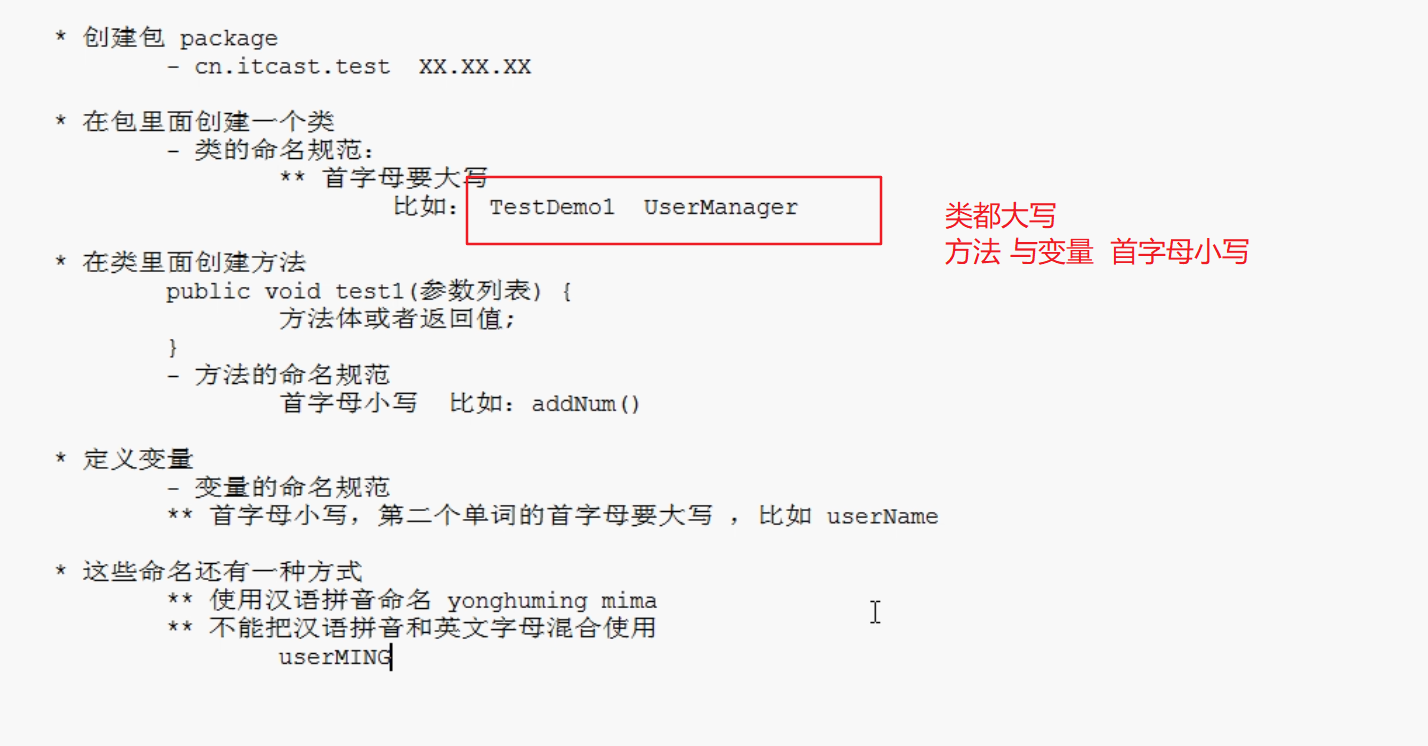 * 创建包 package
- cn.itcast.test XX.XX.XX
* 在包里面创建一个类
- 类的命名规范：
** 首字母要大写
比如： TestDemo1 UserManager
类都大写
方法 与变量 首字母小写
* 在类里面创建方法
public void test1(参数列表) {
方法体或者返回值;
}
- 方法的命名规范
首字母小写 比如：addNum()
* 定义变量
- 变量的命名规范
** 首字母小写，第二个单词的首字母要大写 ，比如 userName
* 这些命名还有一种方式
** 使用汉语拼音命名 yonghuming mima
** 不能把汉语拼音和英文字母混合使用
userMING